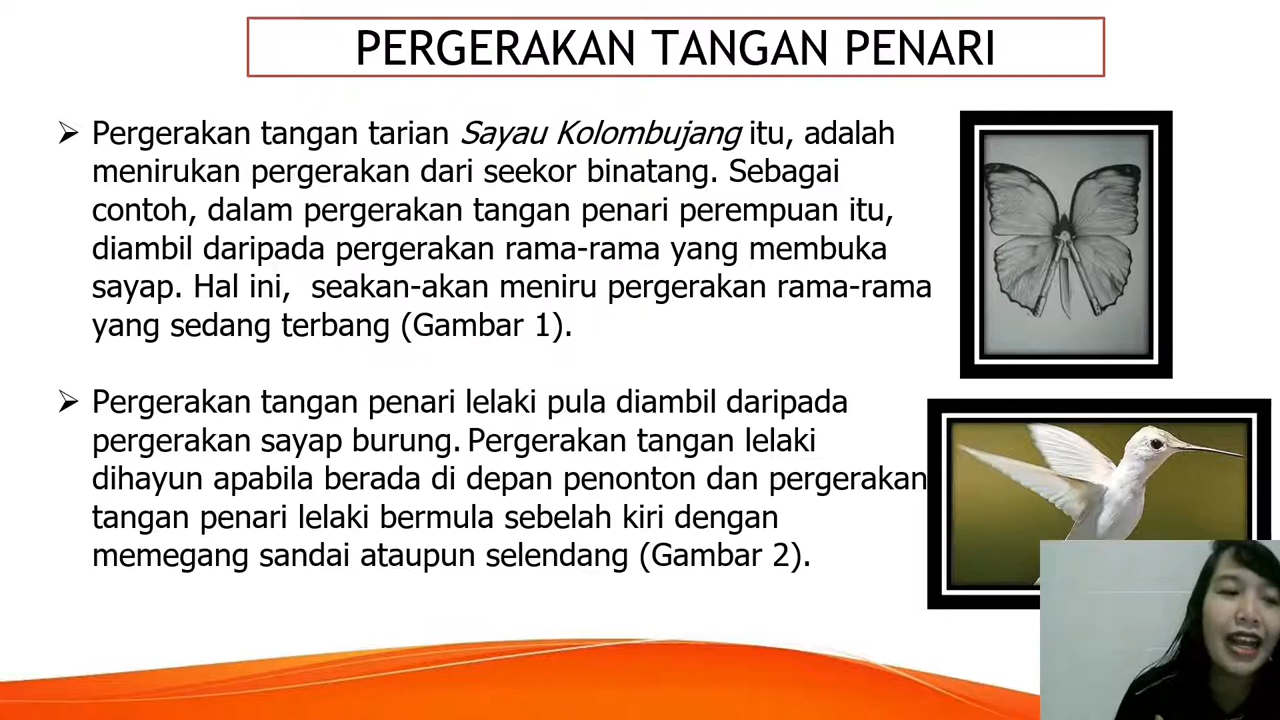 PERGERAKAN TANGAN PENARI
Pergerakan tangan tarian Sayau Kolombujang itu, adalah
menirukan pergerakan dari seekor binatang. Sebagai
contoh, dalam pergerakan tangan penari perempuan itu,
diambil daripada pergerakan rama-rama yang membuka
sayap. Hal ini, seakan-akan meniru pergerakan rama-rama
yang sedang terbang (Gambar 1).
Pergerakan tangan penari lelaki pula diambil daripada
pergerakan sayap burung. Pergerakan tangan lelaki
dihayun apabila berada di depan penonton dan pergerakan
tangan penari lelaki bermula sebelah kiri dengan
memegang sandai ataupun selendang (Gambar 2).